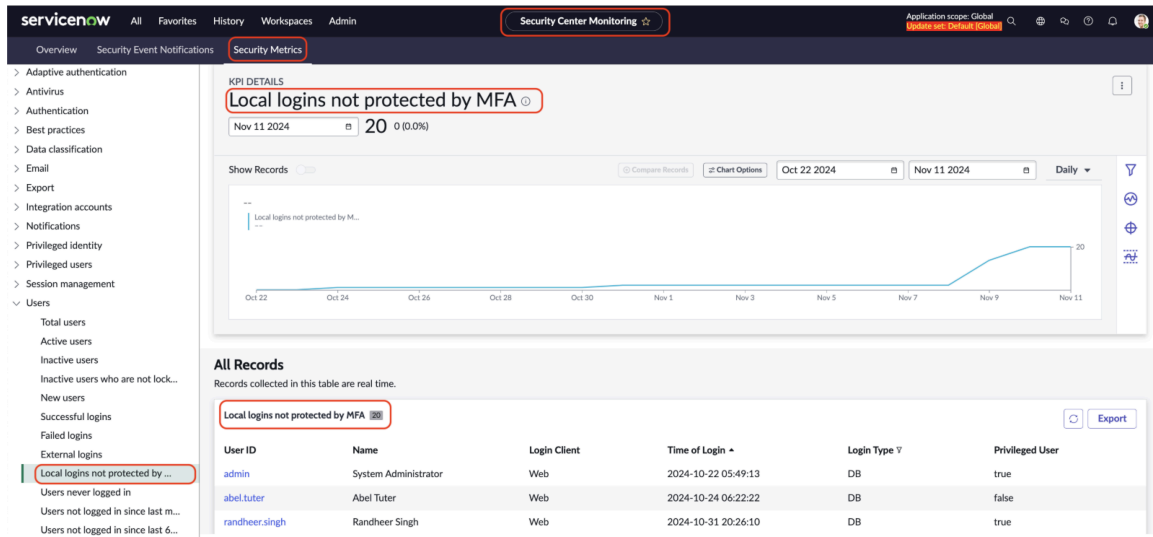 servicenow All Favorites History Workspaces Admin Security Center Monitoring Application scope: Global
Update set: Default [Global]
Overview Security Event Notifications Security Metrics
Adaptive authentication
Antivirus
Authentication
Best practices
Data classification
Email
Export
Integration accounts
Notifications
Privileged identity
Privileged users
Session management
Users
Total users
Active users
Inactive users
Inactive users who are not lock...
New users
Successful logins
Failed logins
External logins
Local logins not protected by ...
Users never logged in
Users not logged in since last m...
Users not logged in since last 6...
KPI DETAILS
Local logins not protected by MFA
Nov 11 2024 20 0 (0.0%)
Show Records Compare Records Chart Options Oct 22 2024 Nov 11 2024 Daily
--
Local logins not protected by M...
--
20
Oct 22 Oct 24 Oct 26 Oct 28 Oct 30 Nov 1 Nov 3 Nov 5 Nov 7 Nov 9 Nov 11
All Records
Records collected in this table are real time.
Local logins not protected by MFA 20 Export
User ID Name Login Client Time of Login Login Type Privileged User
admin System Administrator Web 2024-10-22 05:49:13 DB true
abel.tuter Abel Tuter Web 2024-10-24 06:22:22 DB false
randheer.singh Randheer Singh Web 2024-10-31 20:26:10 DB true